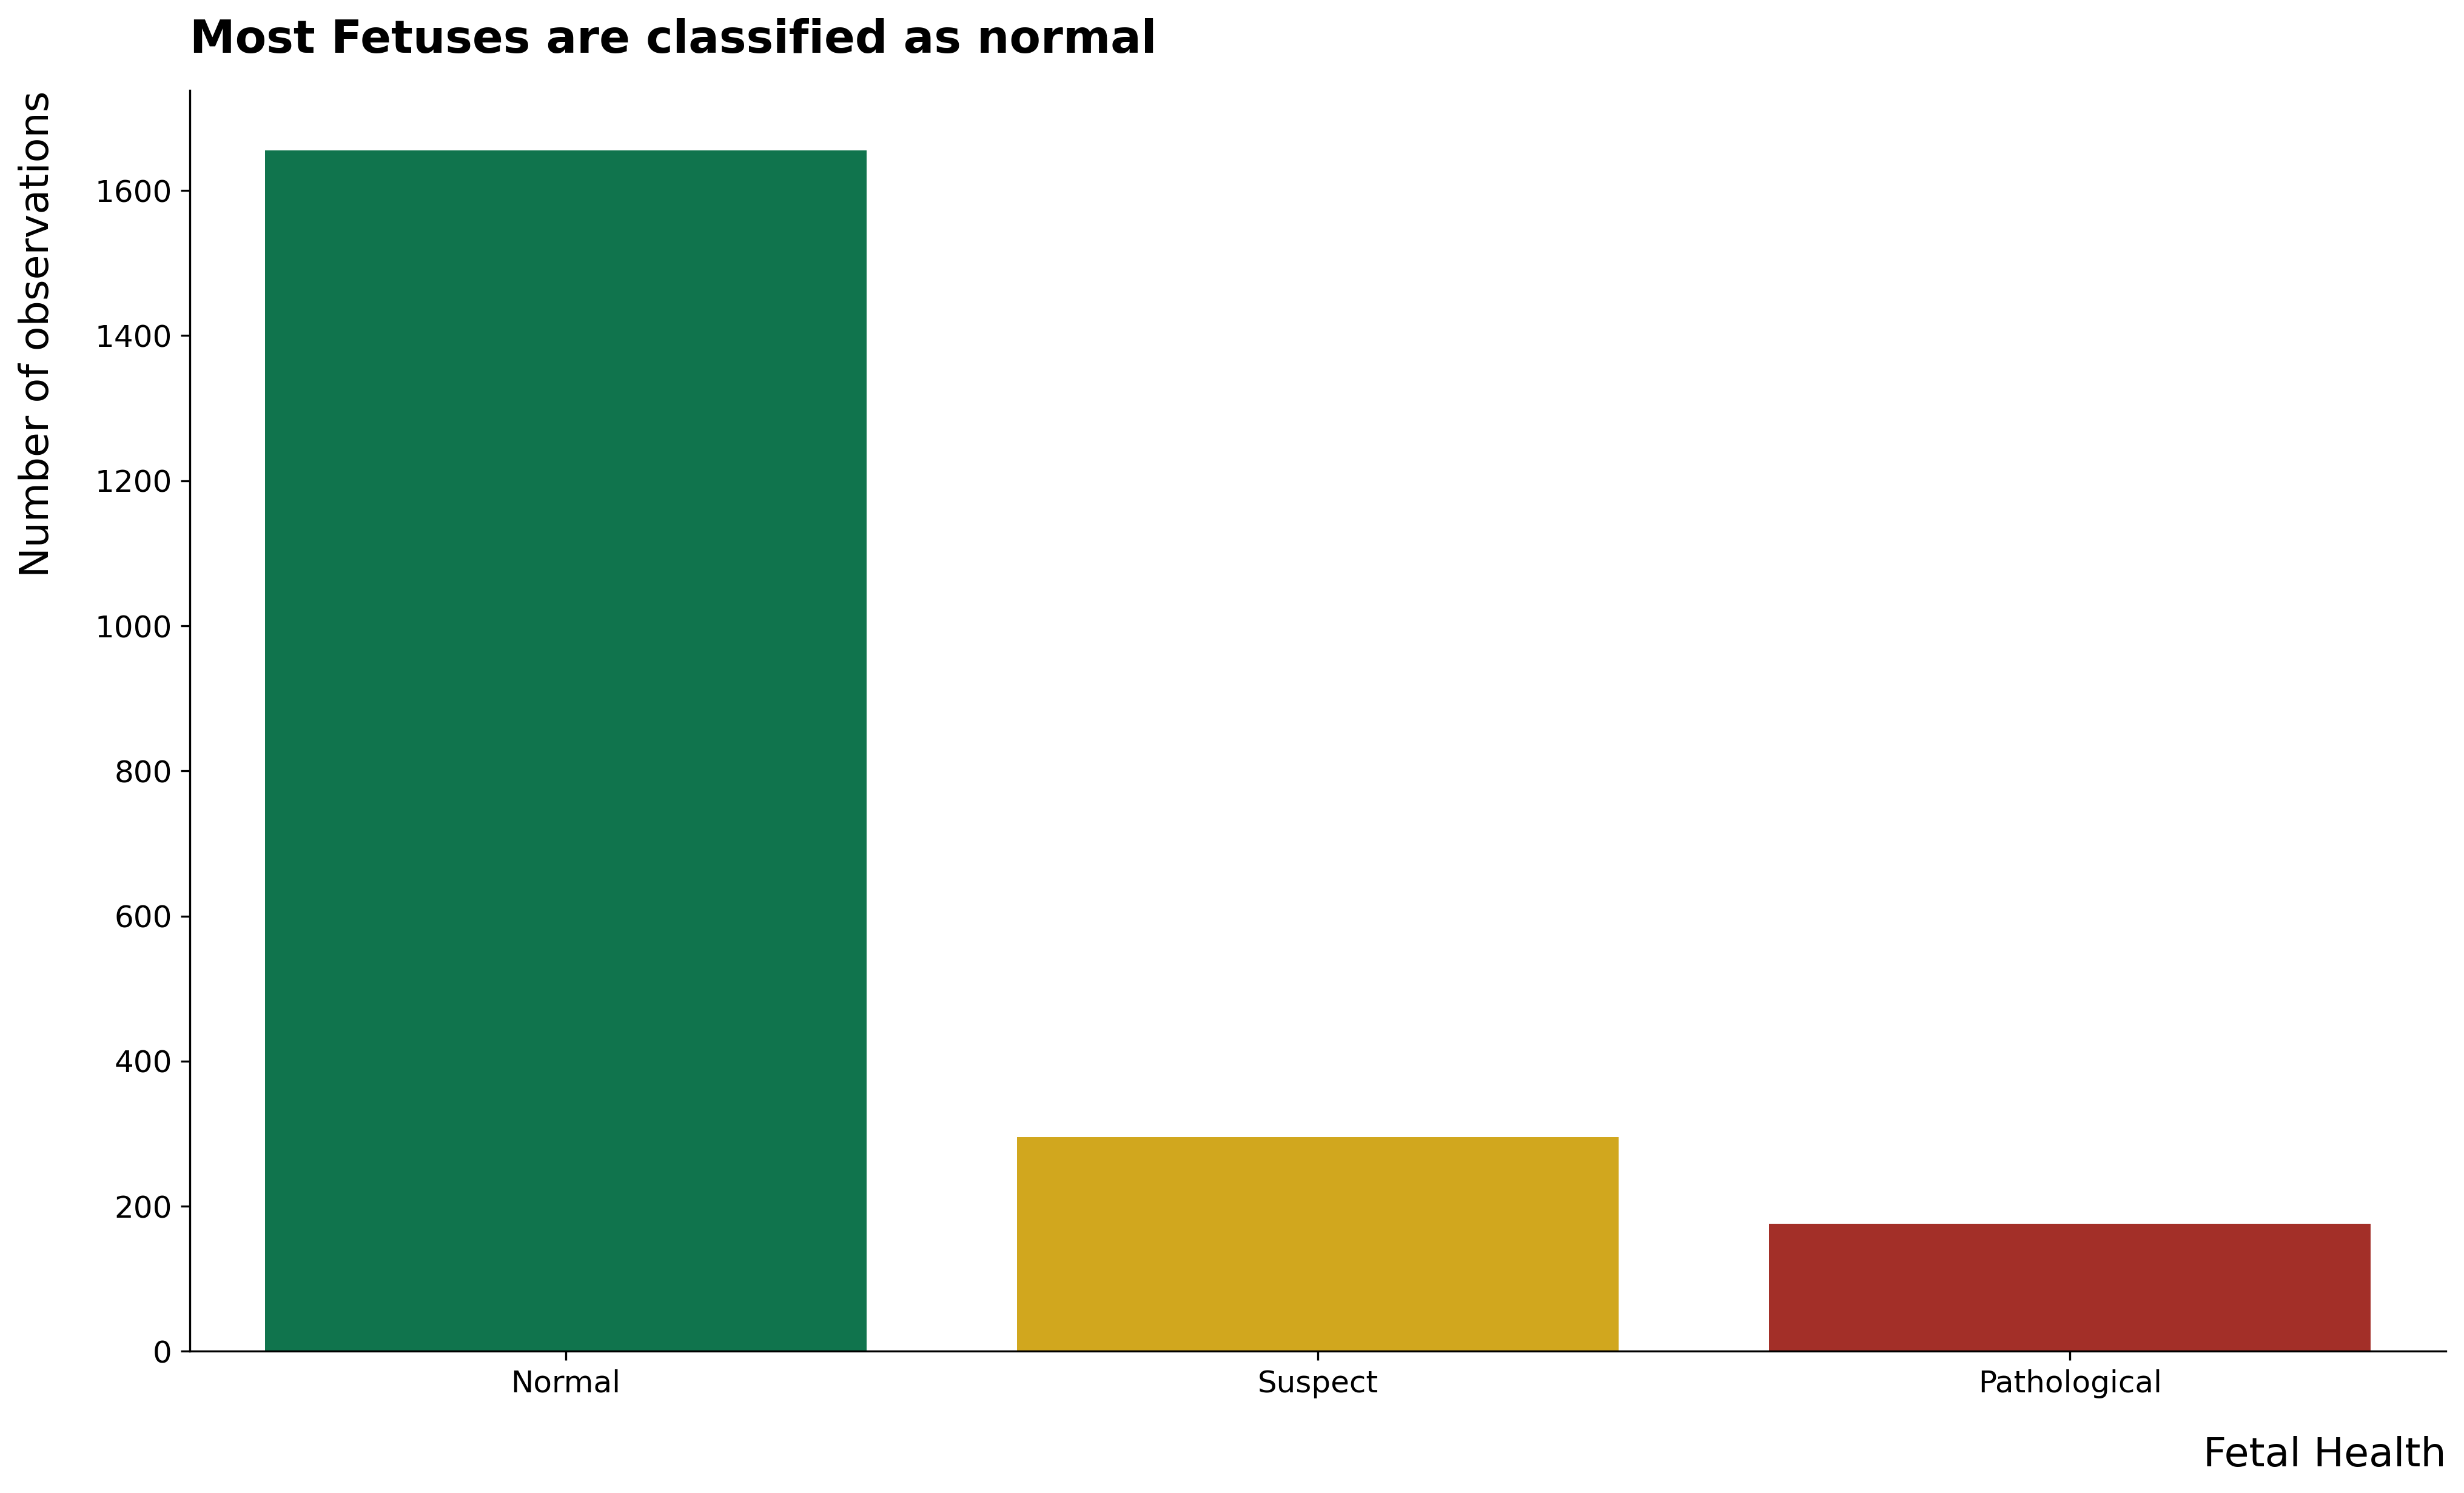 Most Fetuses are classified as normal
Number of observations
1600
1400
1200
1000
800
600
400
200
0
Normal
Suspect
Pathological
Fetal Health